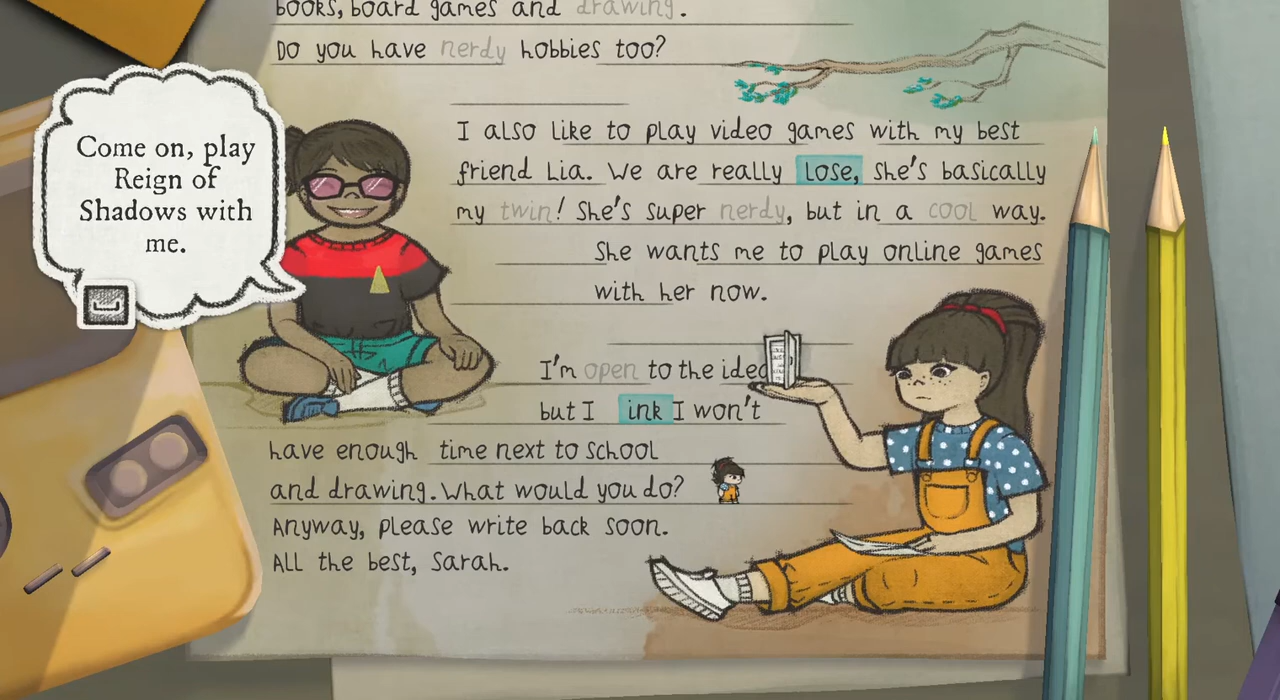 books, board games and drawing.
Do you have nerdy hobbies too?
Come on, play
Reign of
Shadows with
me.
I also like to play video games with my best
friend Lia. We are really lose, she's basically
my twin! She's super nerdy, but in a cool way.
She wants me to play online games
with her now.
I'm open to the idea
but I ink I won't
have enough time next to school
and drawing. What would you do?
Anyway, please write back soon.
All the best, Sarah.